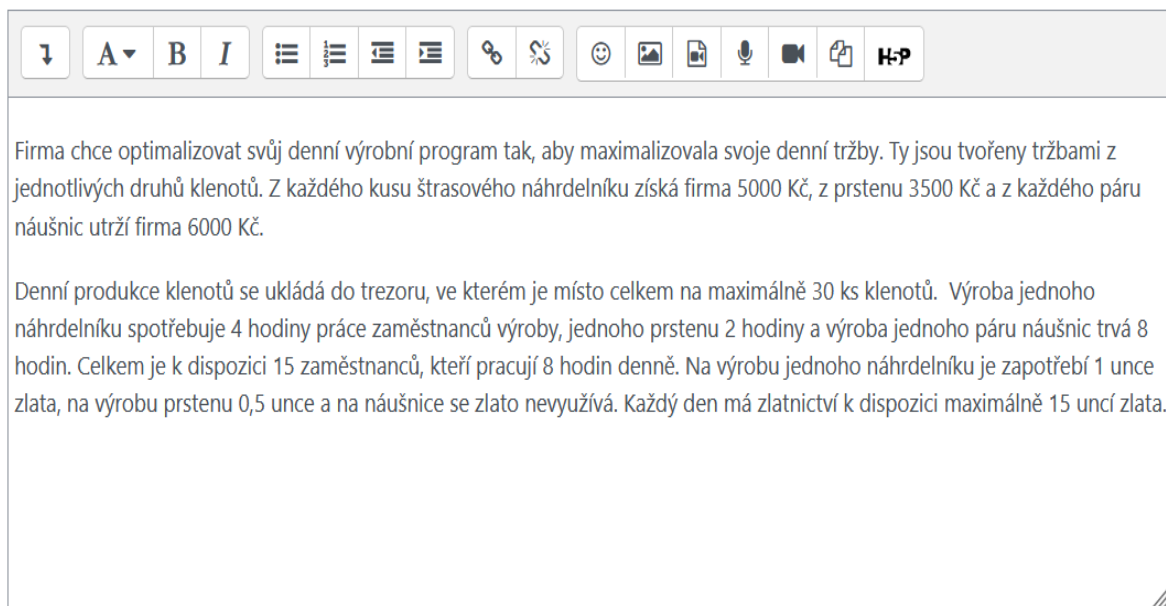 A B I H-P
Firma chce optimalizovat svůj denní výrobní program tak, aby maximalizovala svoje denní tržby. Ty jsou tvořeny tržbami z
jednotlivých druhů klenotů. Z každého kusu štrasového náhrdelníku získá firma 5000 Kč, z prstenu 3500 Kč a z každého páru
náušnic utrží firma 6000 Kč.
Denní produkce klenotů se ukládá do trezoru, ve kterém je místo celkem na maximálně 30 ks klenotů. Výroba jednoho
náhrdelníku spotřebuje 4 hodiny práce zaměstnanců výroby, jednoho prstenu 2 hodiny a výroba jednoho páru náušnic trvá 8
hodin. Celkem je k dispozici 15 zaměstnanců, kteří pracují 8 hodin denně. Na výrobu jednoho náhrdelníku je zapotřebí 1 unce
zlata, na výrobu prstenu 0,5 unce a na náušnice se zlato nevyužívá. Každý den má zlatnictví k dispozici maximálně 15 uncí zlata.